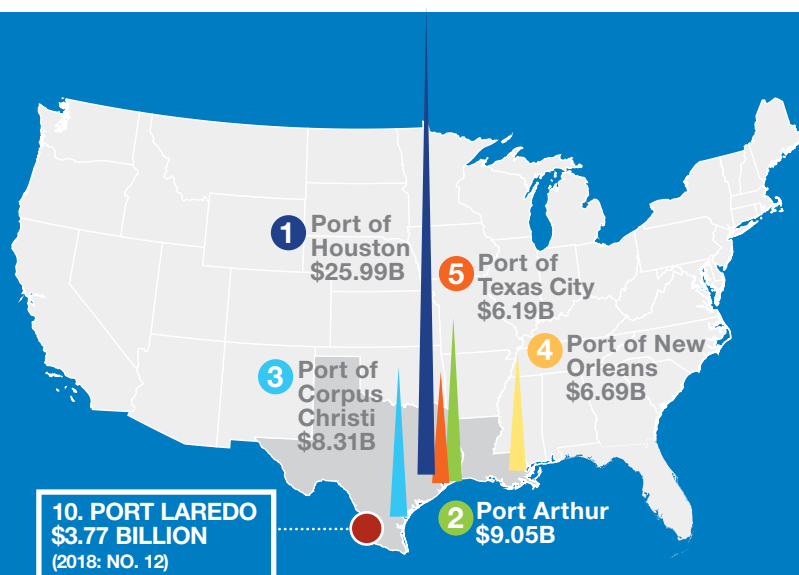 1
Port of
Houston
$25.99B
5
Port of
Texas City
$6.19B
4
Port of New
Orleans
$6.69B
3
Port of
Corpus
Christi
$8.31B
2
Port Arthur
$9.05B
10. PORT LAREDO
$3.77 BILLION
(2018: NO. 12)